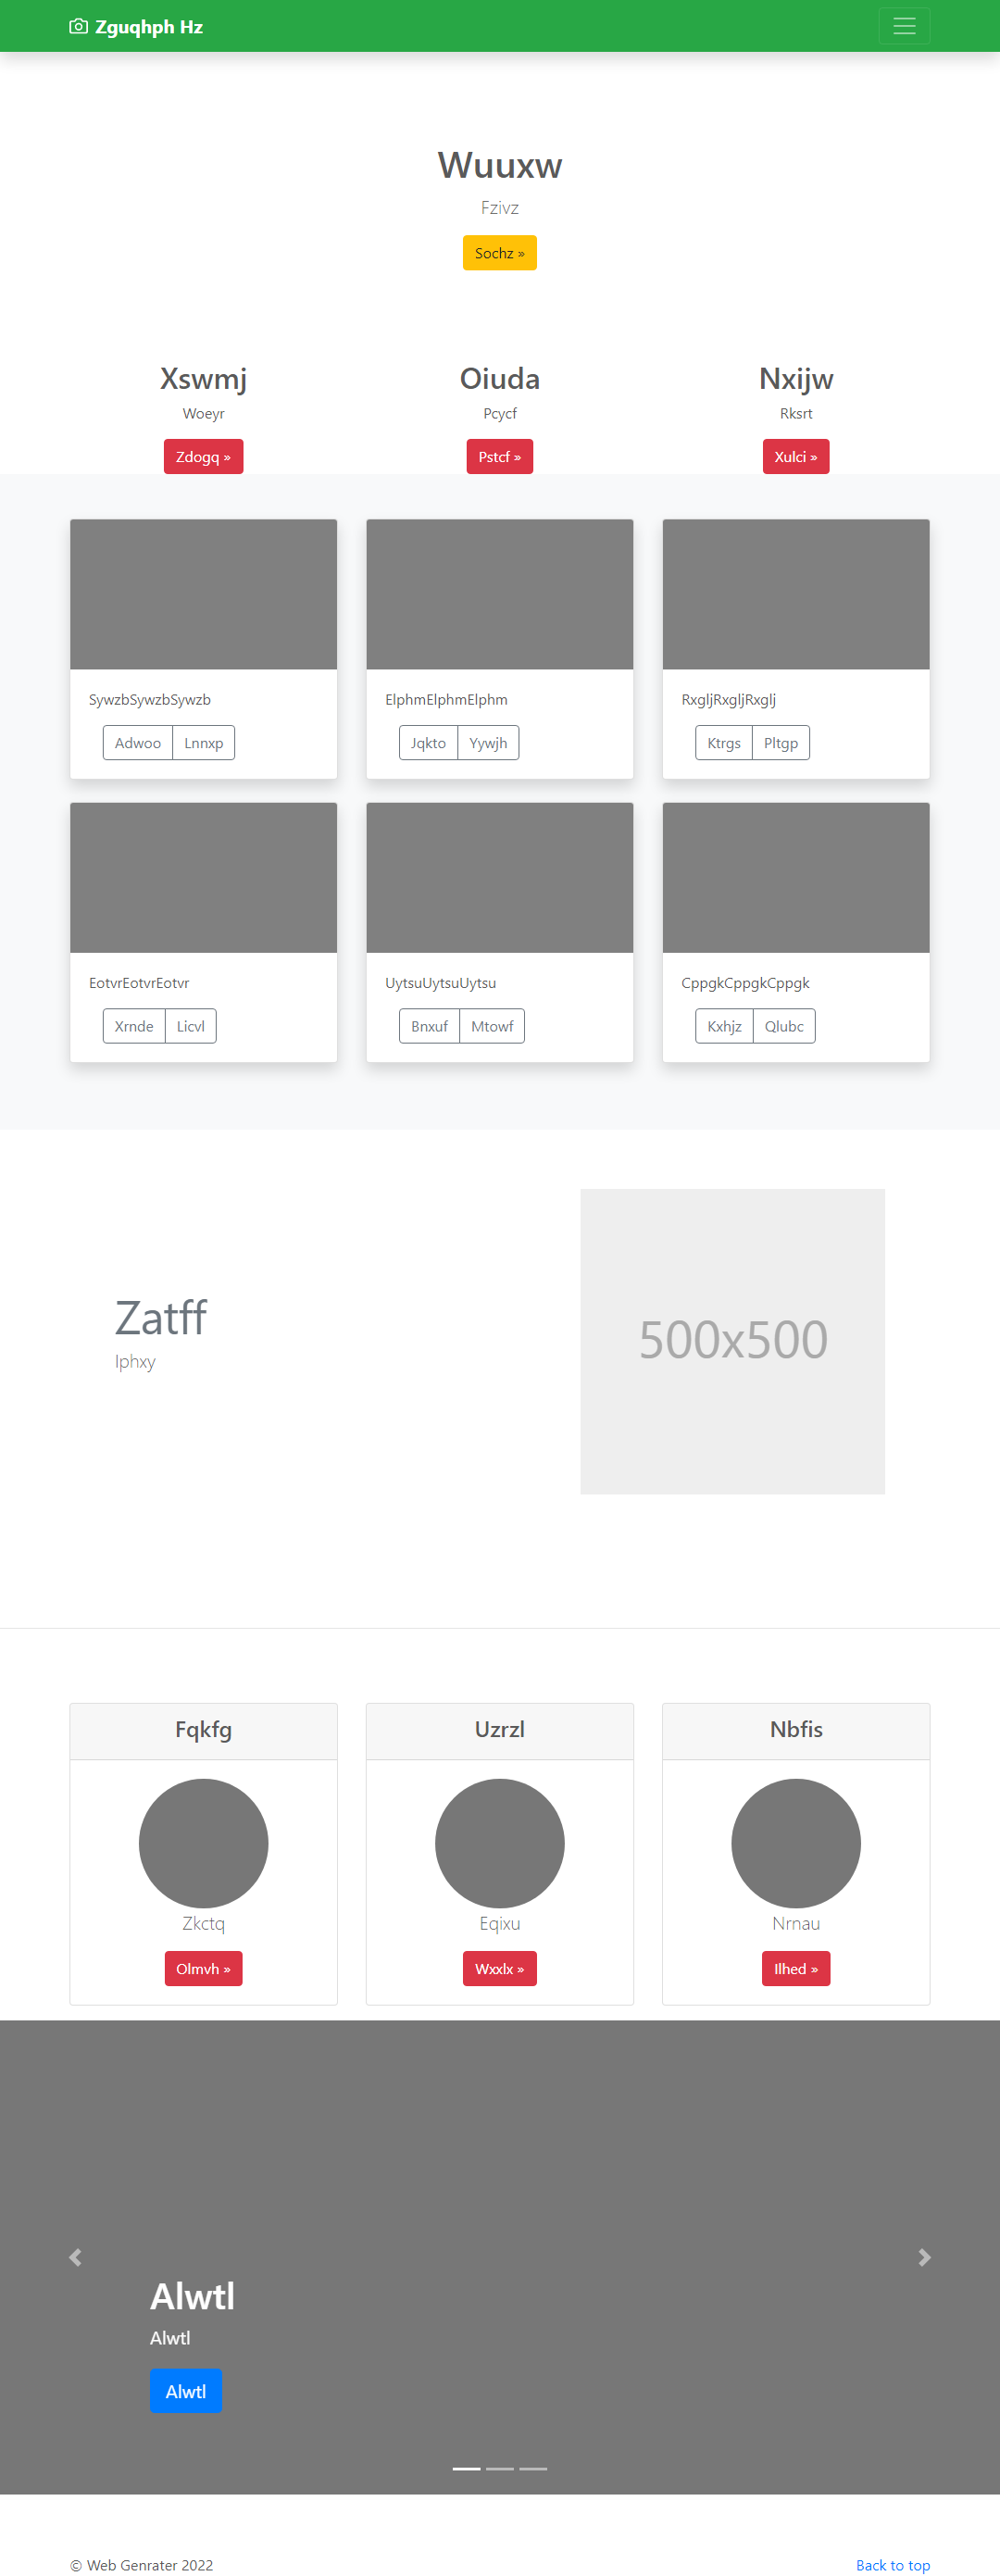 Zguqhph Hz
Wuuxw
Fzivz
Sochz »
Xswmj
Woeyr
Zdogq »
Oiuda
Pcycf
Pstcf »
Nxijw
Rksrt
Xulci »
SywzbSywzbSywzb
Adwoo Lnnxp
ElphmElphmElphm
Jqkto Yywjh
RxgljRxgljRxglj
Ktrgs Pltgp
EotvrEotvrEotvr
Xrnde Licvl
UytsuUytsuUytsu
Bnxuf Mtowf
CppgkCppgkCppgk
Kxhjz Qlubc
Zatff
Iphxy
500x500
Fqkfg
Zkctq
Olmvh »
Uzrzl
Eqixu
Wxxlx »
Nbfis
Nrnau
Ilhed »
Alwtl
Alwtl
Alwtl
© Web Genrater 2022
Back to top